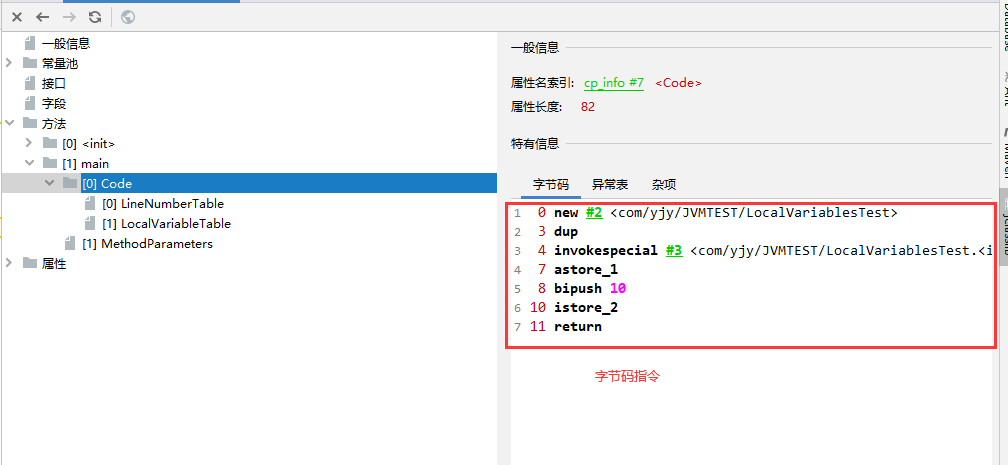 一般信息
常量池
接口
字段
方法
[0] <init>
[1] main
[0] Code
[0] LineNumberTable
[1] LocalVariableTable
[1] MethodParameters
属性
一般信息
属性名索引: cp_info #7 <Code>
属性长度: 82
特有信息
字节码 异常表 杂项
1 0 new #2 <com/yjy/JVMTEST/LocalVariablesTest>
2 3 dup
3 4 invokespecial #3 <com/yjy/JVMTEST/LocalVariablesTest.<i
4 7 astore_1
5 8 bipush 10
6 10 istore_2
7 11 return
字节码指令
Maven
jclasslib